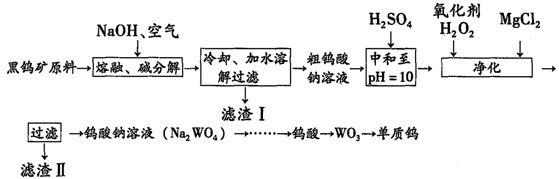 NaOH、空气
H₂SO₄
氧化剂
H₂O₂
MgCl₂
黑钨矿原料→熔融、碱分解→冷却、加水溶解过滤→粗钨酸钠溶液→中和至pH=10→净化→
滤渣Ⅰ
过滤→钨酸钠溶液（Na₂WO₄）→⋯⋯→钨酸→WO₃→单质钨
滤渣Ⅱ